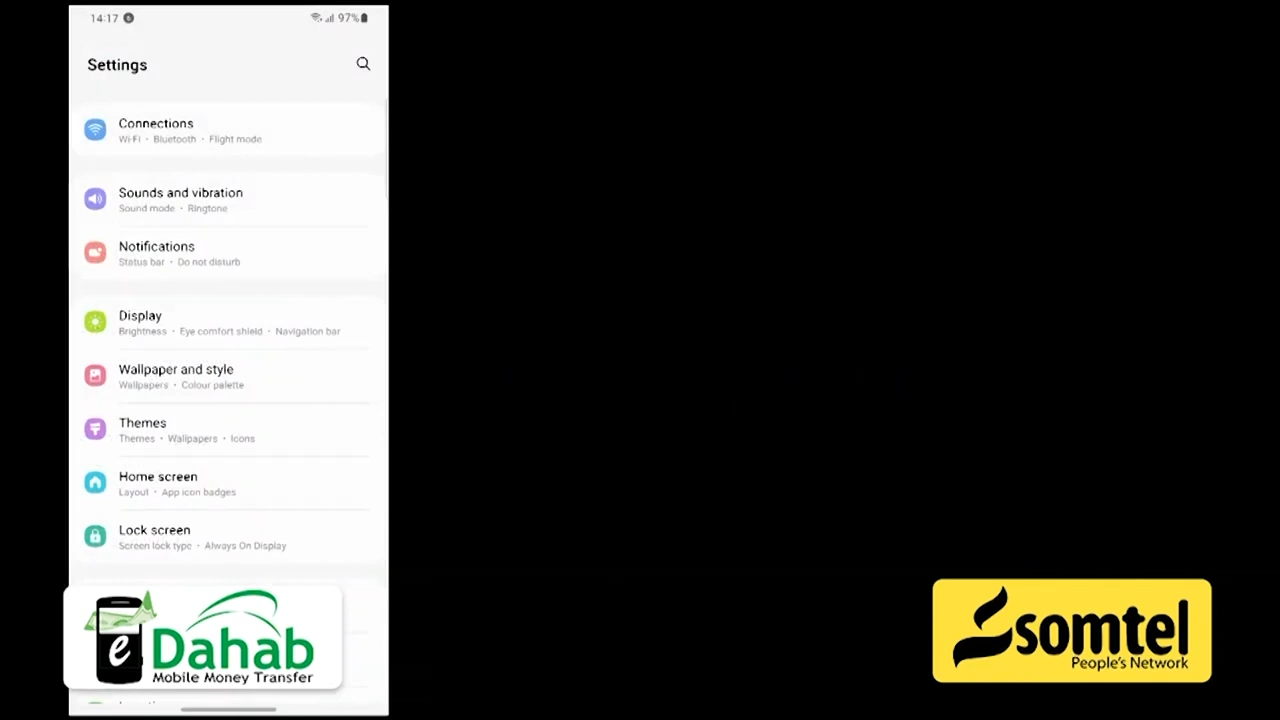 14:17
97%
Settings
Connections
Wi-Fi • Bluetooth • Flight mode
Sounds and vibration
Sound mode • Ringtone
Notifications
Status bar • Do not disturb
Display
Brightness • Eye comfort shield • Navigation bar
Wallpaper and style
Wallpapers • Colour palette
Themes
Themes • Wallpapers • Icons
Home screen
Layout • App icon badges
Lock screen
Screen lock type • Always On Display
e Dahab
Mobile Money Transfer
somtel
People's Network